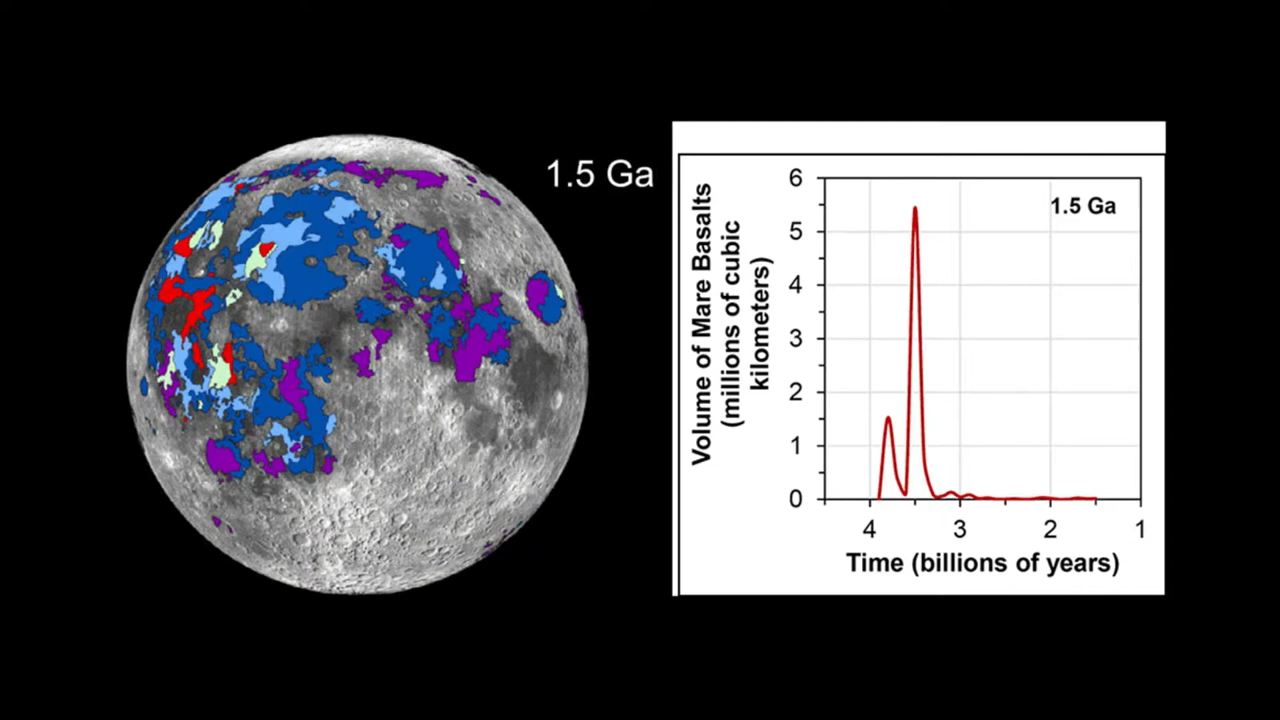 1.5 Ga
Volume of Mare Basalts
(millions of cubic
kilometers)
6
5
4
3
2
1
0
1.5 Ga
4
3
2
1
Time (billions of years)